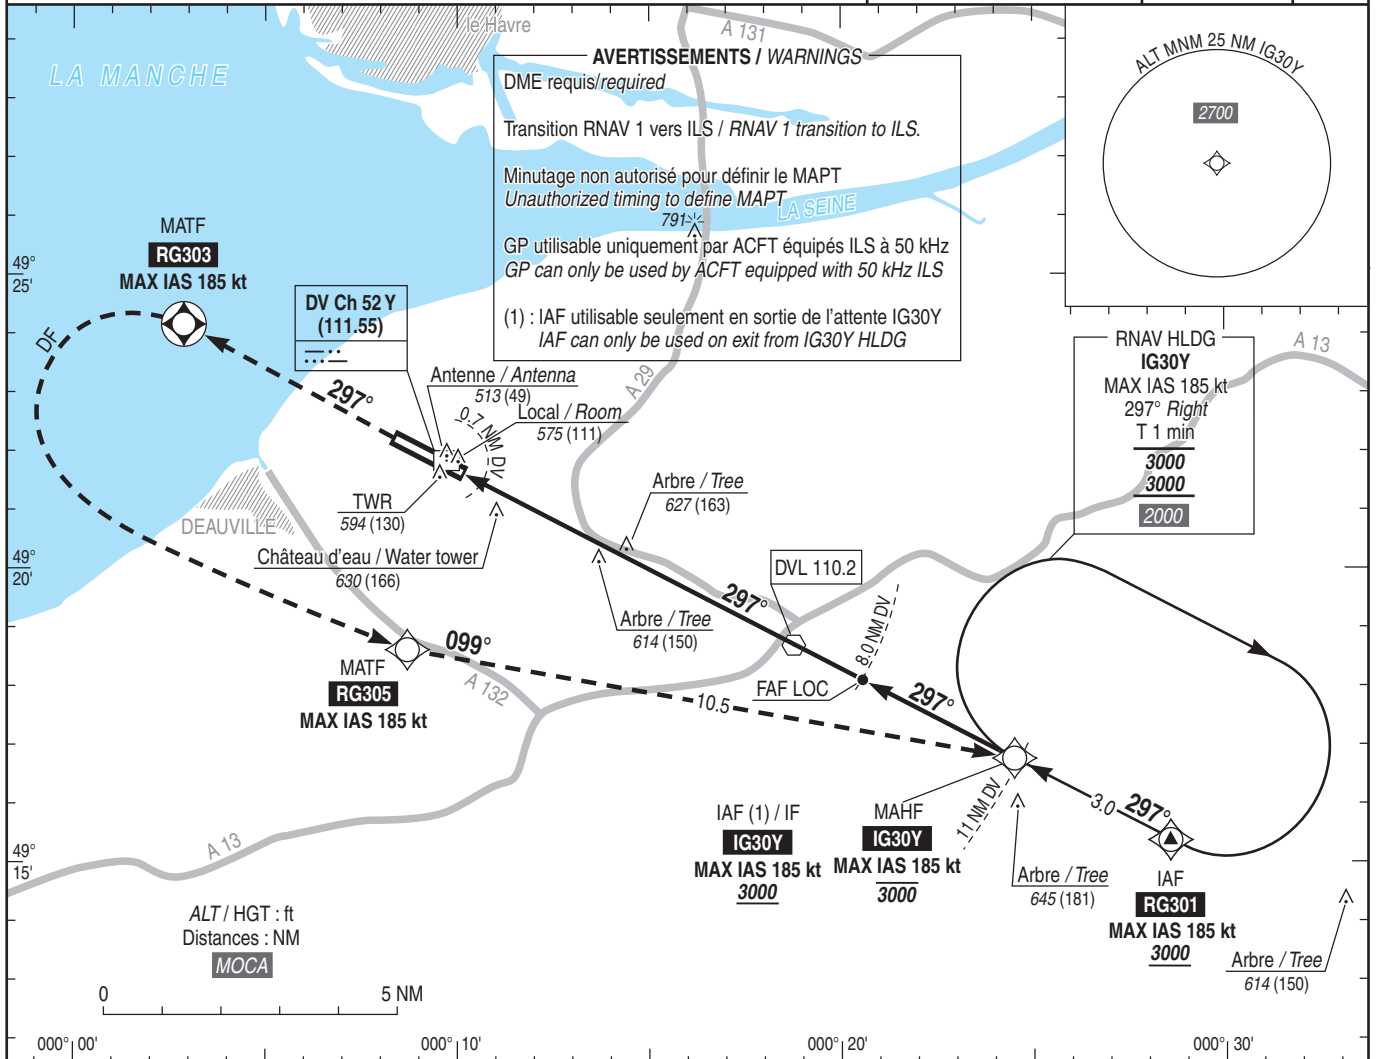 le Havre
A 131
LA MANCHE
AVERTISSEMENTS / WARNINGS
DME requis/required
Transition RNAV 1 vers ILS / RNAV 1 transition to ILS.
Minutage non autorisé pour définir le MAPT
Unauthorized timing to define MAPT
791
LA SEINE
GP utilisable uniquement par ACFT équipés ILS à 50 kHz
GP can only be used by ACFT equipped with 50 kHz ILS
(1) : IAF utilisable seulement en sortie de l'attente IG30Y
IAF can only be used on exit from IG30Y HLDG
ALT MNM 25 NM IG30Y
2700
MATF
RG303
MAX IAS 185 kt
49°
25'
DF
DV Ch 52 Y
(111.55)
297°
Antenne / Antenna
513 (49)
0.7 NM DV
Local / Room
575 (111)
A 29
RNAV HLDG
IG30Y
MAX IAS 185 kt
297° Right
T 1 min
3000
3000
2000
A 13
TWR
594 (130)
DEAUVILLE
Château d'eau / Water tower
630 (166)
Arbre / Tree
627 (163)
49°
20'
Arbre / Tree
614 (150)
297°
DVL 110.2
8.0 NM DV
FAF LOC
297°
099°
MATF
RG305
MAX IAS 185 kt
A 132
10.5
11 NM DV
3.0
297°
IAF (1) / IF
IG30Y
MAX IAS 185 kt
3000
MAHF
IG30Y
MAX IAS 185 kt
3000
Arbre / Tree
645 (181)
IAF
RG301
MAX IAS 185 kt
3000
Arbre / Tree
614 (150)
A 13
49°
15'
ALT / HGT : ft
Distances : NM
MOCA
0 5 NM
000° 00' 000° 10' 000° 20' 000° 30'